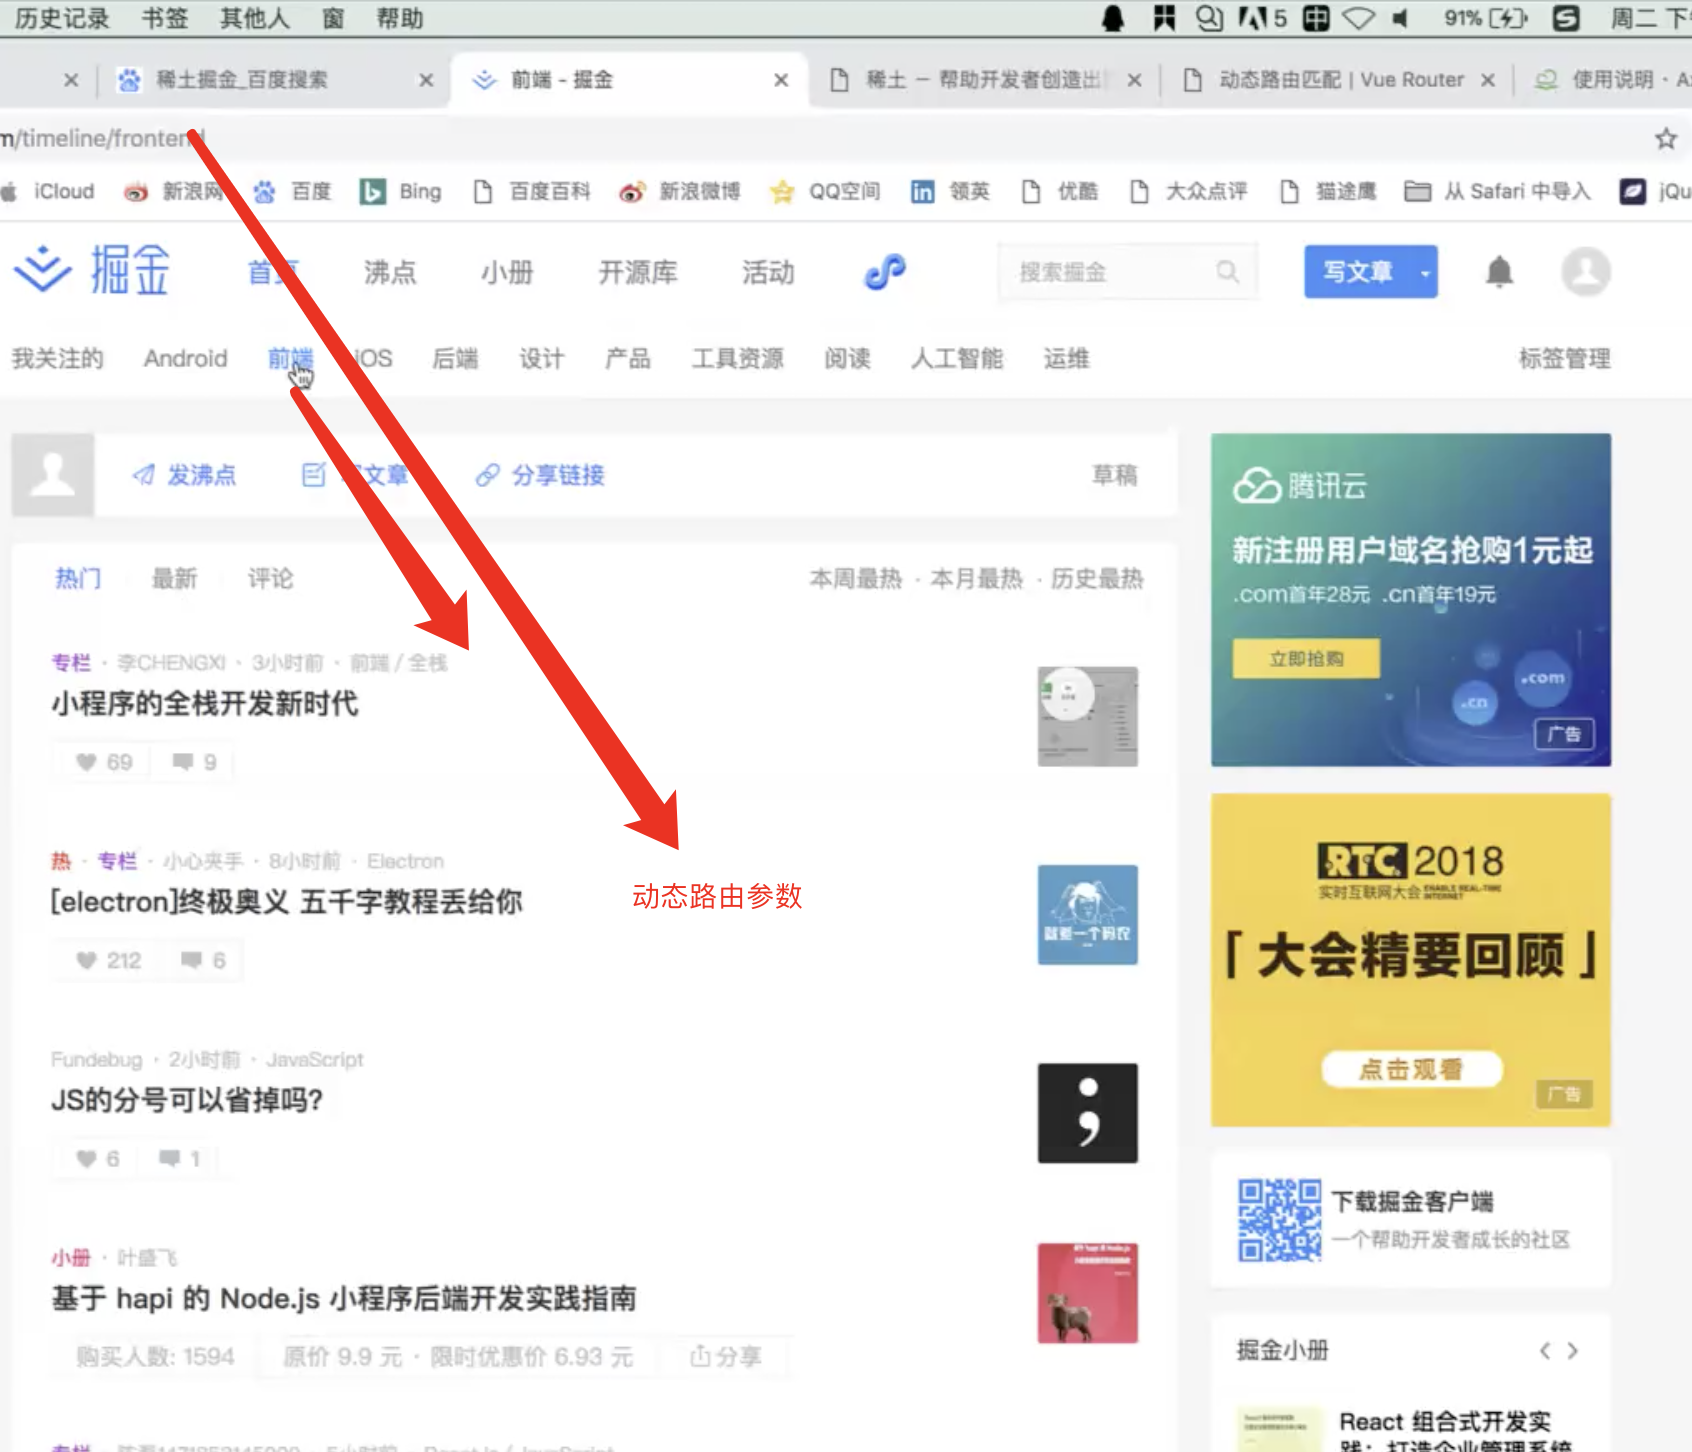 历史记录 书签 其他人 窗 帮助 5 91% 周二 下
稀土掘金_百度搜索 前端 - 掘金 稀土 – 帮助开发者创造出 动态路由匹配 | Vue Router 使用说明 · A
m/timeline/frontend
iCloud 新浪网 百度 Bing 百度百科 新浪微博 QQ空间 领英 优酷 大众点评 猫途鹰 从 Safari 中导入 jQu
掘金 首页 沸点 小册 开源库 活动 搜索掘金 写文章
我关注的 Android 前端 iOS 后端 设计 产品 工具资源 阅读 人工智能 运维 标签管理
发沸点 写文章 分享链接 草稿
腾讯云
新注册用户域名抢购1元起
.com首年28元 .cn首年19元
立即抢购
.com
.cn
广告
热门 最新 评论 本周最热 · 本月最热 · 历史最热
专栏 · 李CHENGXI · 3小时前 · 前端 / 全栈
小程序的全栈开发新时代
69 9
热 · 专栏 · 小心夹手 · 8小时前 · Electron
[electron]终极奥义 五千字教程丢给你
212 6
就是一个码农
动态路由参数
RTC 2018
实时互联网大会 ENABLE REAL-TIME INTERNET
「大会精要回顾」
点击观看
广告
Fundebug · 2小时前 · JavaScript
JS的分号可以省掉吗?
6 1
;
下载掘金客户端
一个帮助开发者成长的社区
小册 · 叶盛飞
基于 hapi 的 Node.js 小程序后端开发实践指南
购买人数: 1594 原价 9.9 元 · 限时优惠价 6.93 元 分享
掘金小册
React 组合式开发实
践：打造企业管理系统